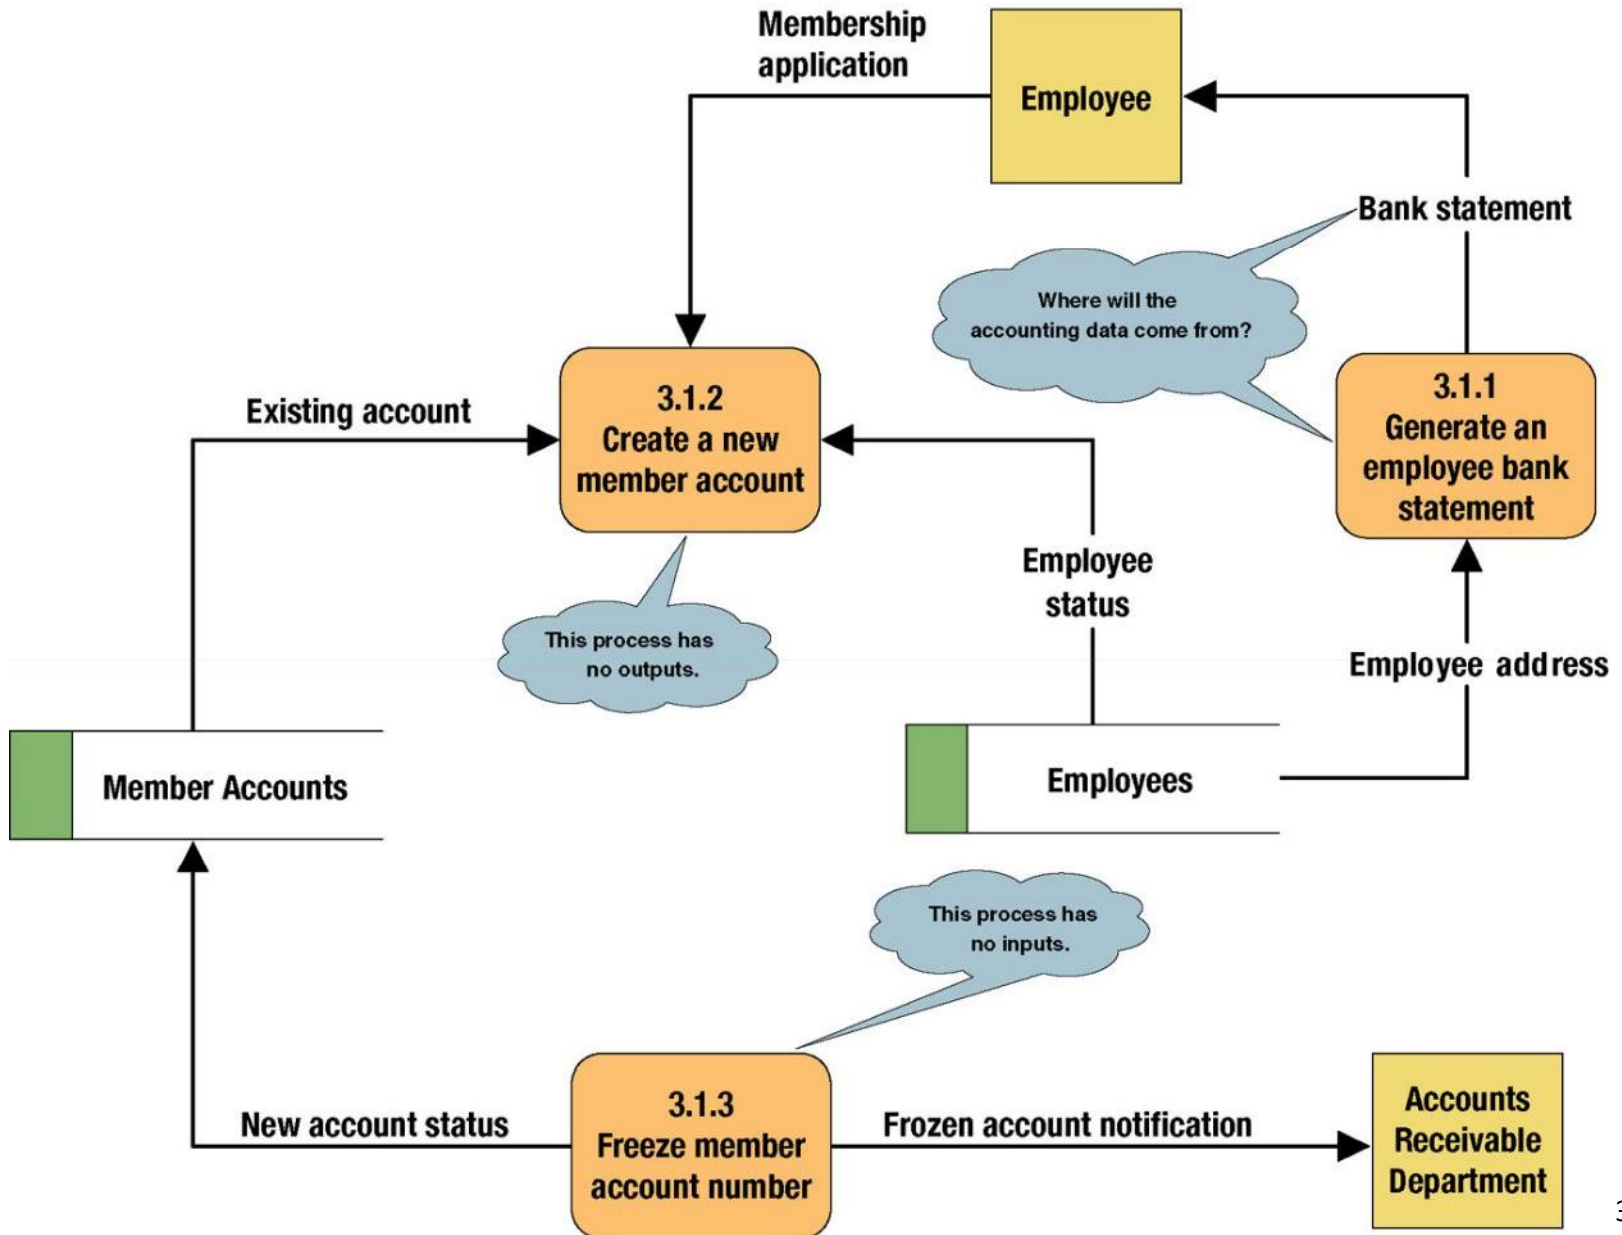 Membership
application
Employee
Bank statement
Where will the
accounting data come from?
3.1.1
Generate an
employee bank
statement
Existing account
3.1.2
Create a new
member account
Employee
status
This process has
no outputs.
Employee address
Member Accounts
Employees
This process has
no inputs.
New account status
3.1.3
Freeze member
account number
Frozen account notification
Accounts
Receivable
Department